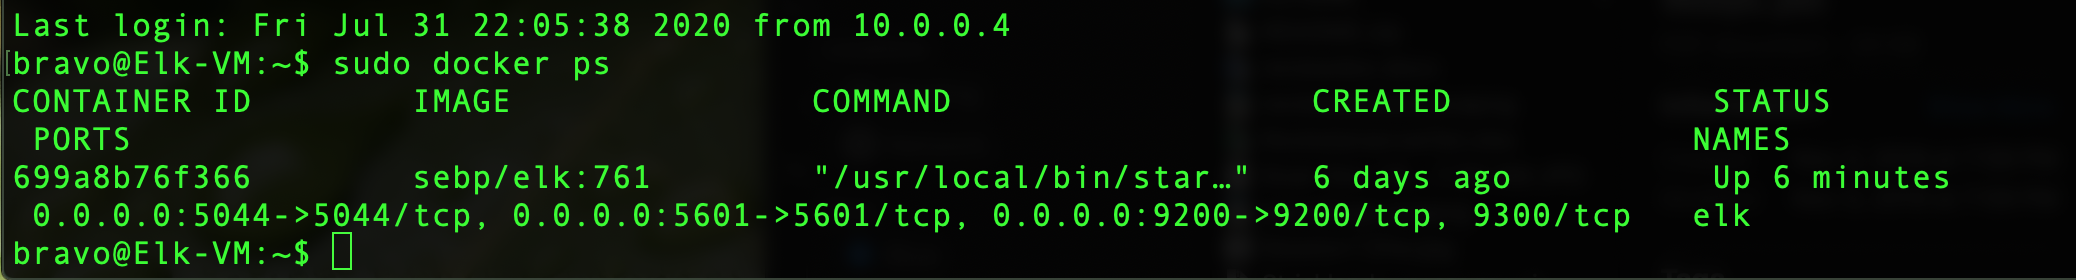 Last login: Fri Jul 31 22:05:38 2020 from 10.0.0.4
[bravo@Elk-VM:~$ sudo docker ps
CONTAINER ID        IMAGE               COMMAND                  CREATED             STATUS
 PORTS                                                                              NAMES
699a8b76f366        sebp/elk:761        "/usr/local/bin/star…"   6 days ago          Up 6 minutes
 0.0.0.0:5044->5044/tcp, 0.0.0.0:5601->5601/tcp, 0.0.0.0:9200->9200/tcp, 9300/tcp   elk
bravo@Elk-VM:~$